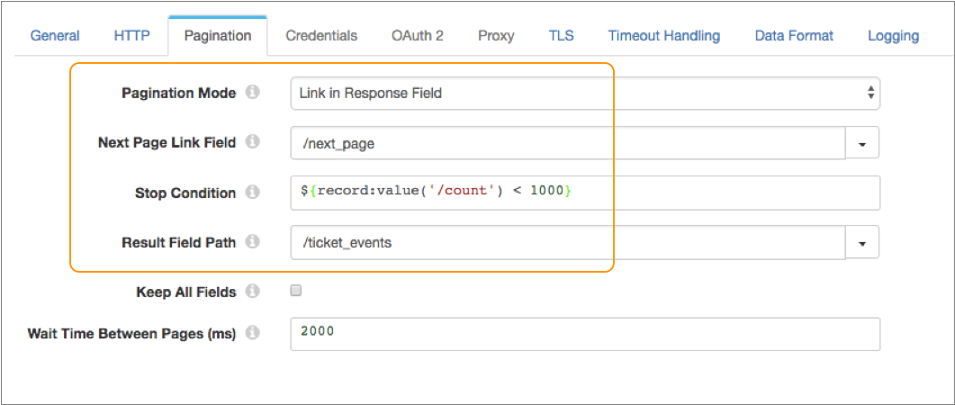 General HTTP Pagination Credentials OAuth 2 Proxy TLS Timeout Handling Data Format Logging
Pagination Mode Link in Response Field
Next Page Link Field /next_page
Stop Condition ${record:value('/count') < 1000}
Result Field Path /ticket_events
Keep All Fields
Wait Time Between Pages (ms) 2000